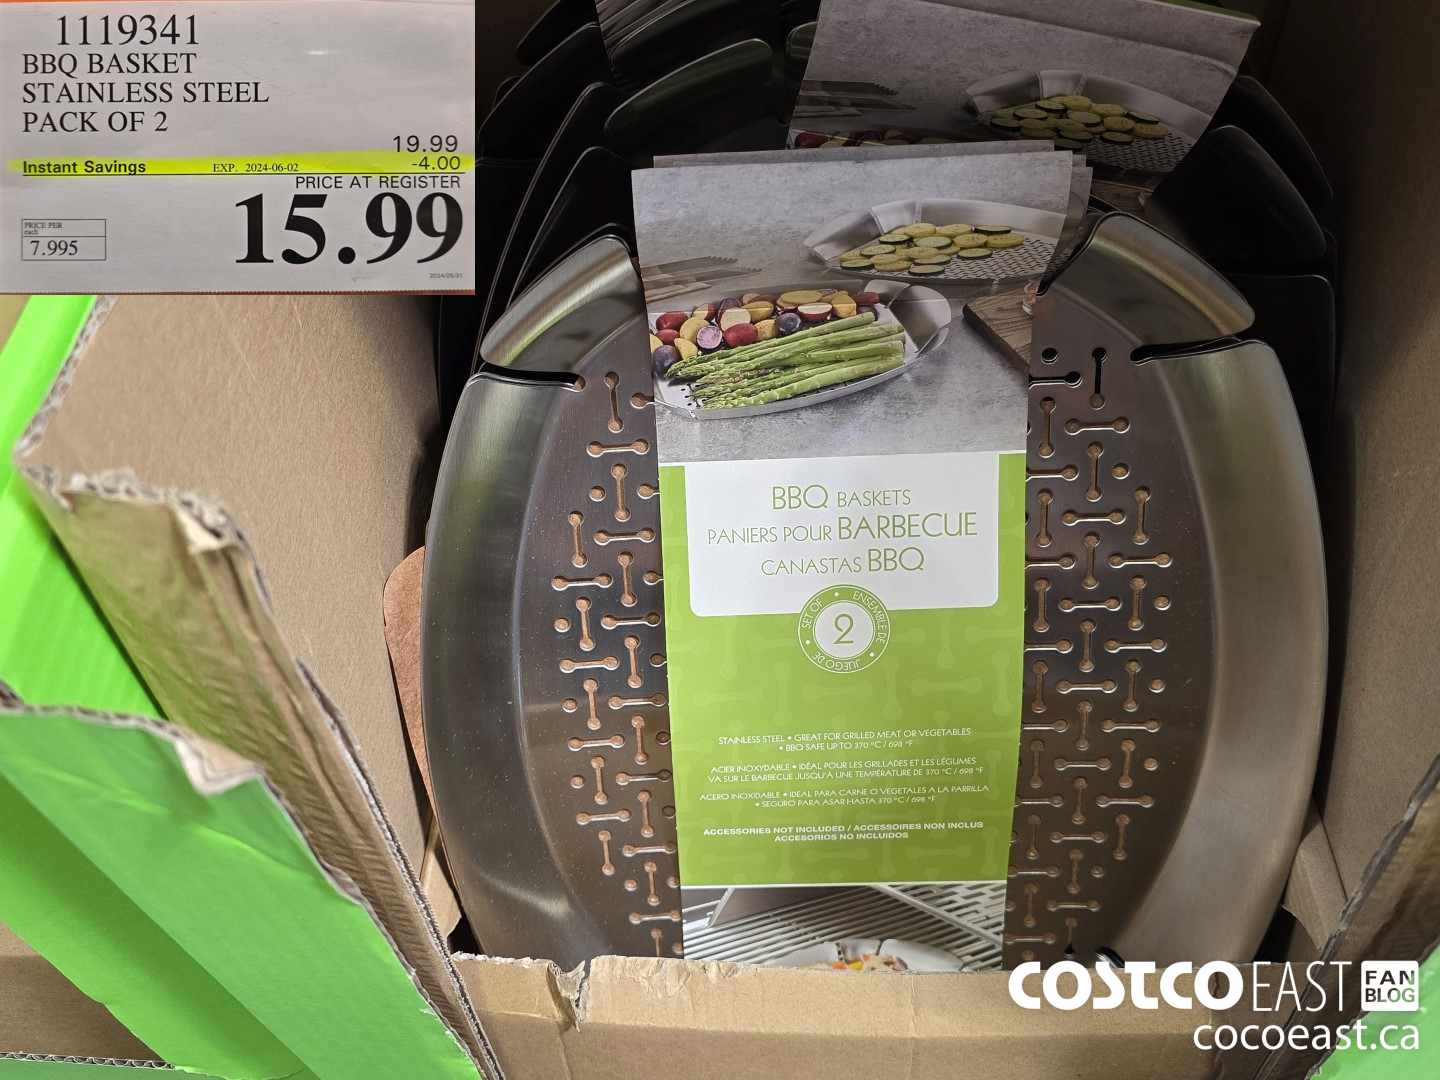 1119341
BBQ BASKET
STAINLESS STEEL
PACK OF 2
19.99
Instant Savings EXP. 2024-06-02 -4.00
PRICE AT REGISTER
15.99
PRICE PER
each
7.995
BBQ BASKETS
PANIERS POUR BARBECUE
CANASTAS BBQ
SET OF • ENSEMBLE DE • JUEGO DE •
2
STAINLESS STEEL • GREAT FOR GRILLED MEAT OR VEGETABLES
• BBQ SAFE UP TO 370 °C / 698 °F
ACIER INOXYDABLE • IDÉAL POUR LES GRILLADES ET LES LÉGUMES
VA SUR LE BARBECUE JUSQU'À UNE TEMPÉRATURE DE 370 °C / 698 °F
ACERO INOXIDABLE • IDEAL PARA CARNE O VEGETALES A LA PARRILLA
• SEGURO PARA ASAR HASTA 370 °C / 698 °F
ACCESSORIES NOT INCLUDED / ACCESSOIRES NON INCLUS
ACCESORIOS NO INCLUIDOS
COSTCO EAST FAN
BLOG
cocoeast.ca